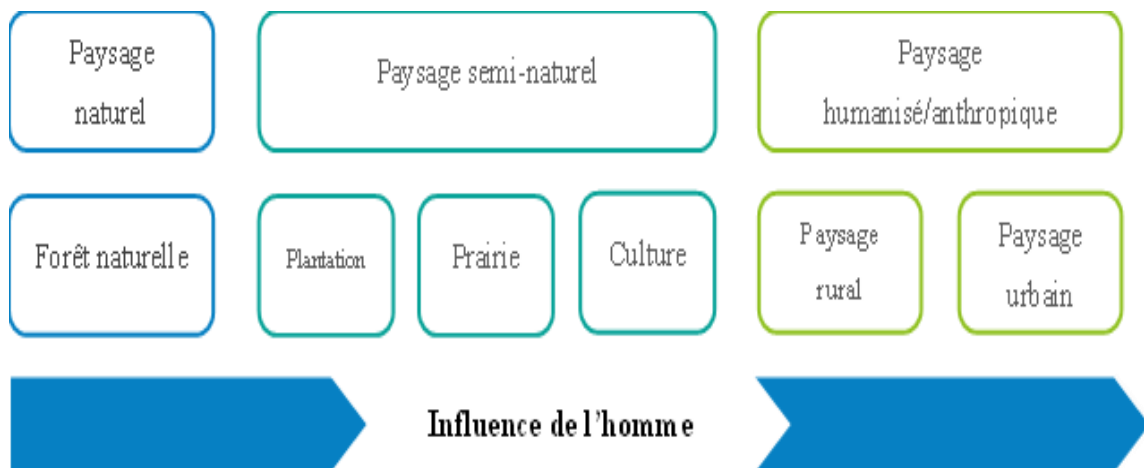 Paysage
naturel
Paysage semi-naturel
Paysage
humanisé/anthropique
Forêt naturelle
Plantation
Prairie
Culture
Paysage
rural
Paysage
urbain
Influence de l'homme